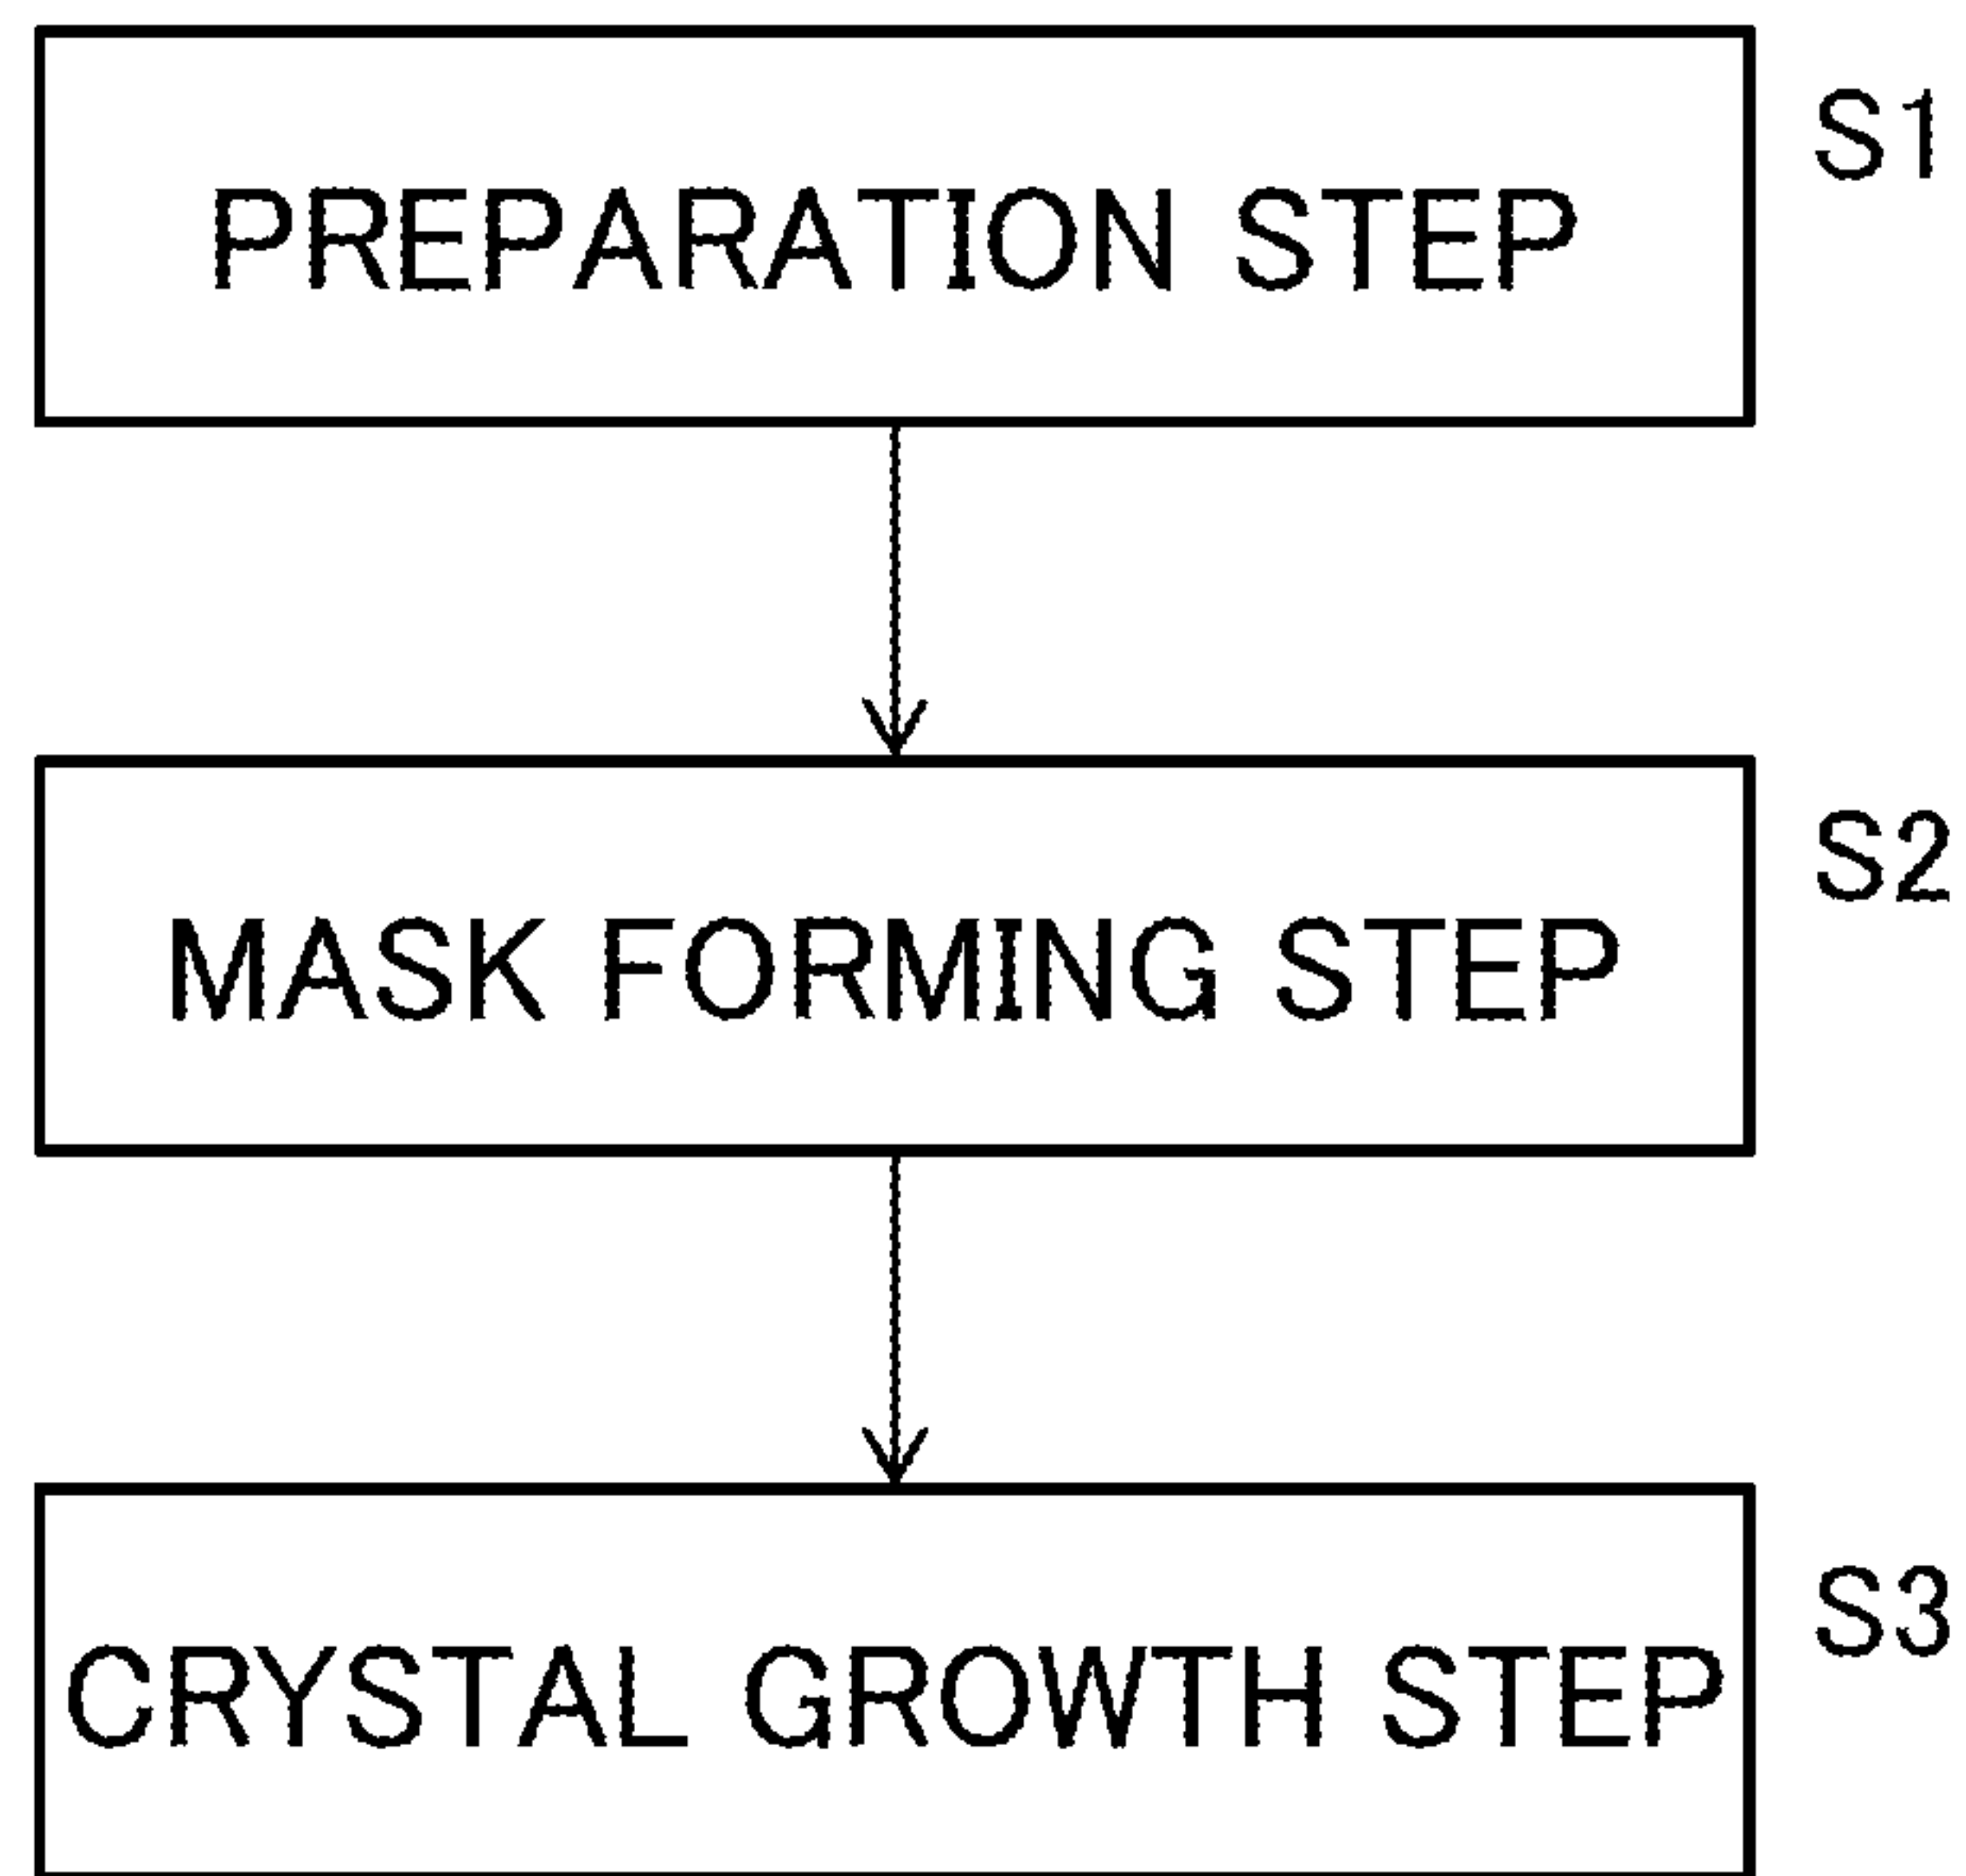 S1
PREPARATION STEP
S2
MASK FORMING STEP
S3
CRYSTAL GROWTH STEP